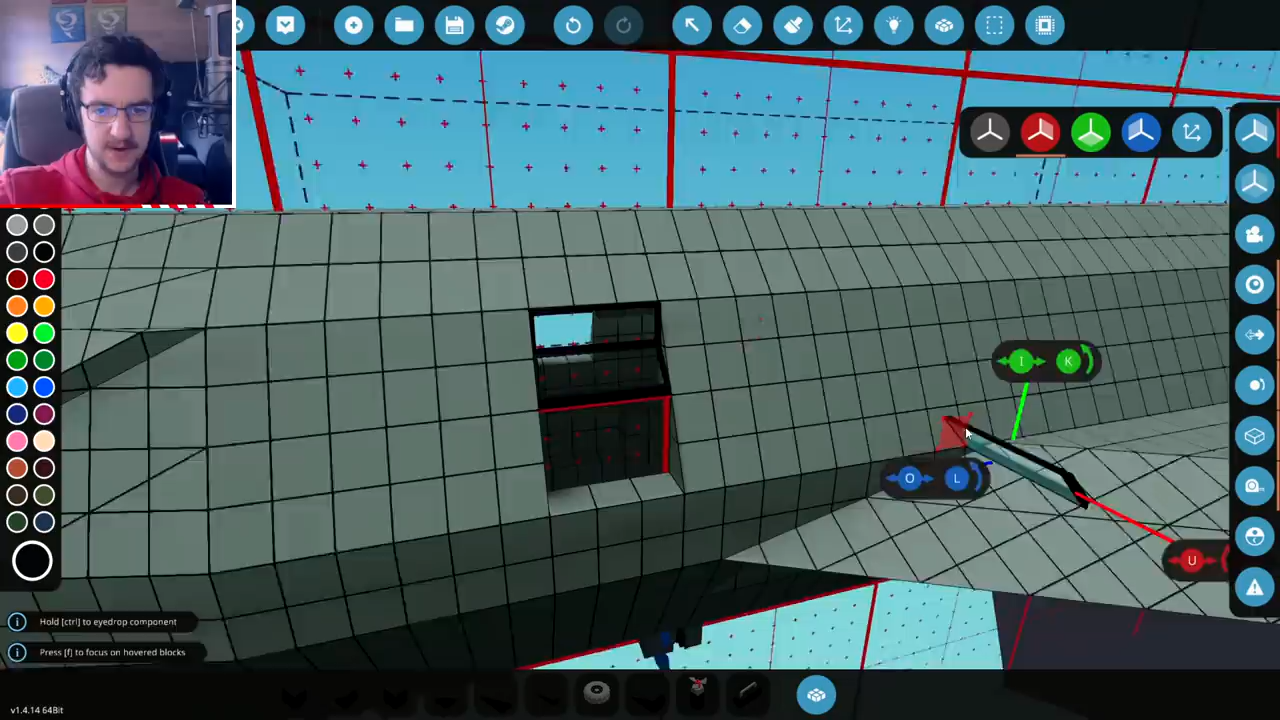 I K
O L
U
Hold [ctrl] to eyedrop component
Press [f] to focus on hovered blocks
v1.4.14 64Bit